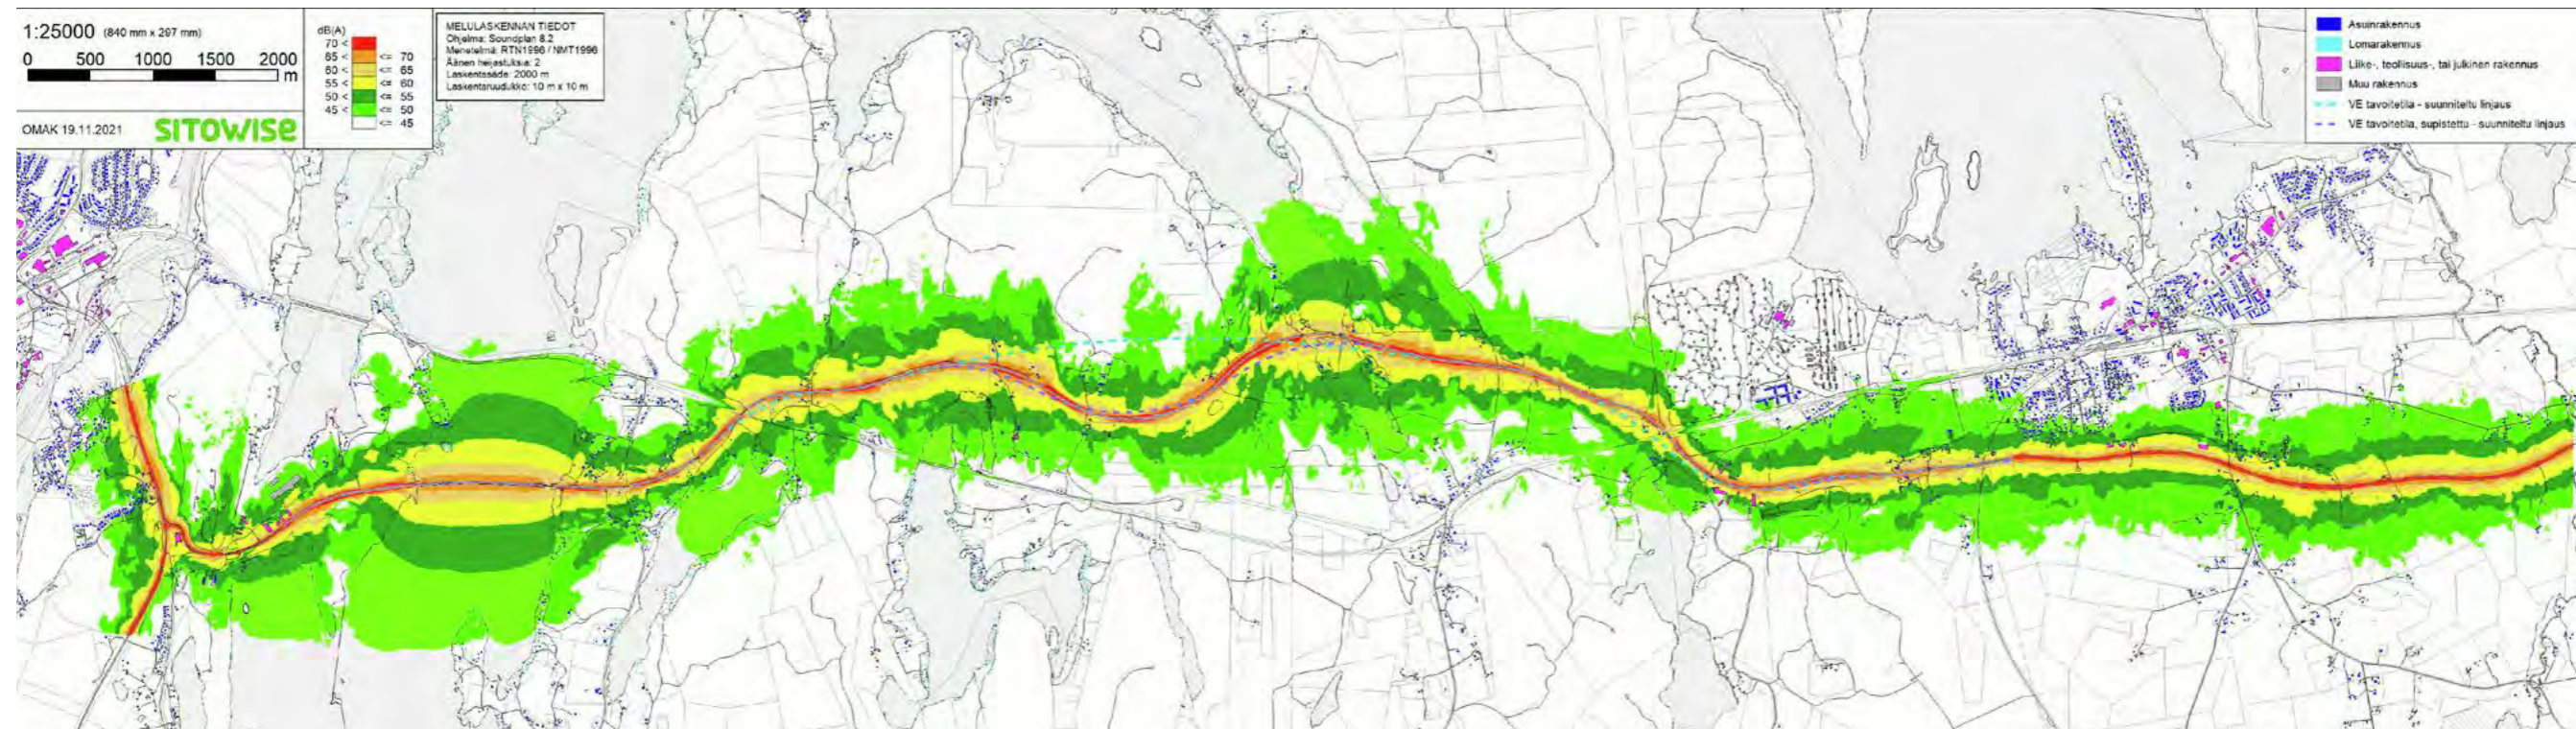 1:25000 (840 mm x 297 mm)
0 500 1000 1500 2000
m
OMAK 19.11.2021 SITOWISE
dB(A)
70 <
65 < <= 70
60 < <= 65
55 < <= 60
50 < <= 55
45 < <= 50
<= 45
MELULASKENNAN TIEDOT
Ohjelma: Soundplan 8.2
Menetelmä: RTN1996 / NMT1996
Äänen heijastuksia: 2
Laskentasäde: 2000 m
Laskentaruudukko: 10 m x 10 m
Asuinrakennus
Lomarakennus
Liike-, teollisuus-, tai julkinen rakennus
Muu rakennus
VE tavoitetila - suunniteltu linjaus
VE tavoitetila, supistettu - suunniteltu linjaus